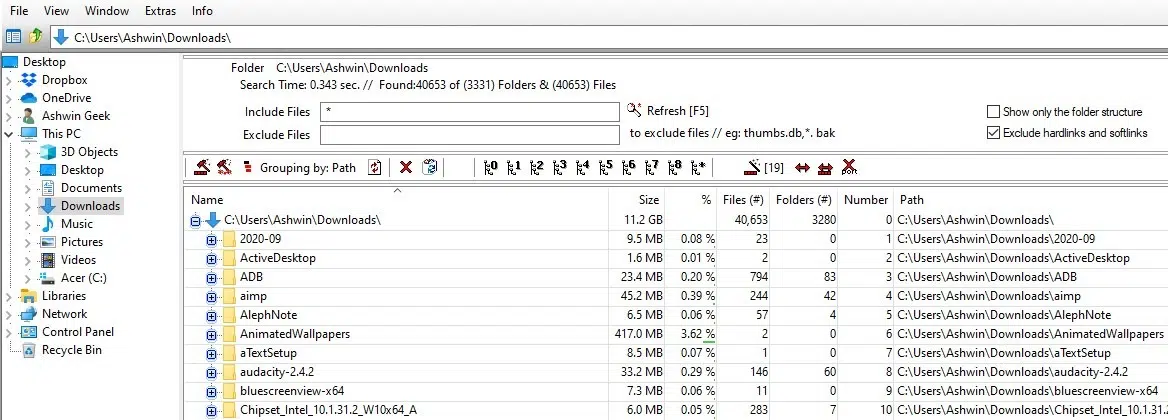 File View Window Extras Info
C:\Users\Ashwin\Downloads\
Desktop
Dropbox
OneDrive
Ashwin Geek
This PC
3D Objects
Desktop
Documents
Downloads
Music
Pictures
Videos
Acer (C:)
Libraries
Network
Control Panel
Recycle Bin
Folder C:\Users\Ashwin\Downloads
Search Time: 0.343 sec. // Found:40653 of (3331) Folders & (40653) Files
Include Files * Refresh [F5] Show only the folder structure
Exclude Files to exclude files // eg: thumbs.db,*. bak Exclude hardlinks and softlinks
Grouping by: Path 0 1 2 3 4 5 6 7 8 * [19]
Name Size % Files (#) Folders (#) Number Path
C:\Users\Ashwin\Downloads\ 11.2 GB 40,653 3280 0 C:\Users\Ashwin\Downloads\
2020-09 9.5 MB 0.08 % 23 0 1 C:\Users\Ashwin\Downloads\2020-09
ActiveDesktop 1.6 MB 0.01 % 2 0 2 C:\Users\Ashwin\Downloads\ActiveDesktop
ADB 23.4 MB 0.20 % 794 83 3 C:\Users\Ashwin\Downloads\ADB
aimp 45.2 MB 0.39 % 244 42 4 C:\Users\Ashwin\Downloads\aimp
AlephNote 6.5 MB 0.06 % 57 4 5 C:\Users\Ashwin\Downloads\AlephNote
AnimatedWallpapers 417.0 MB 3.62 % 2 0 6 C:\Users\Ashwin\Downloads\AnimatedWallpapers
aTextSetup 8.5 MB 0.07 % 1 0 7 C:\Users\Ashwin\Downloads\aTextSetup
audacity-2.4.2 33.2 MB 0.29 % 146 60 8 C:\Users\Ashwin\Downloads\audacity-2.4.2
bluescreenview-x64 7.3 MB 0.06 % 11 0 9 C:\Users\Ashwin\Downloads\bluescreenview-x64
Chipset_Intel_10.1.31.2_W10x64_A 6.0 MB 0.05 % 283 7 10 C:\Users\Ashwin\Downloads\Chipset_Intel_10.1.31.